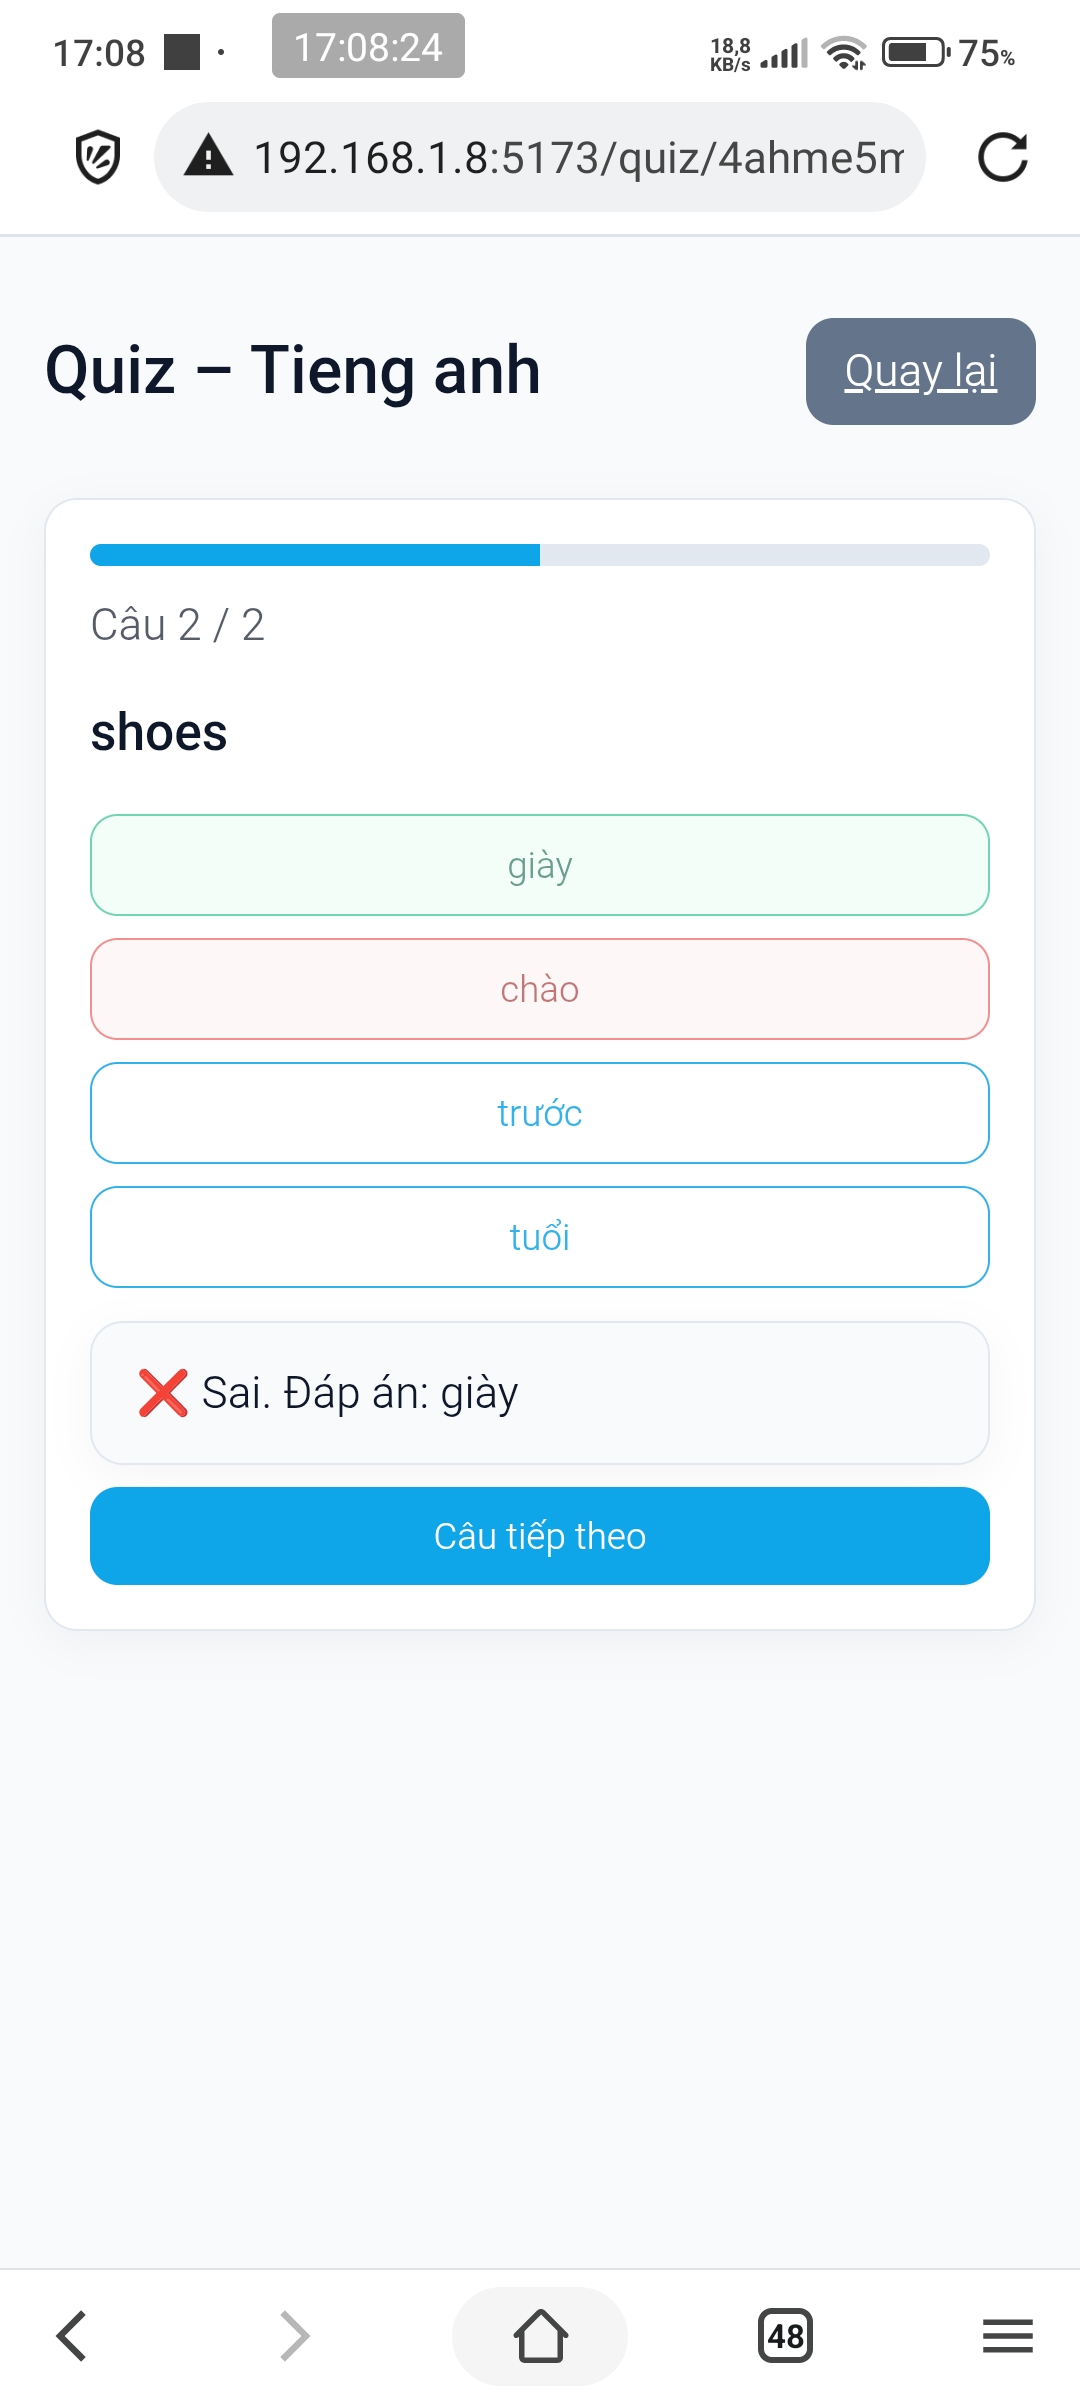 17:08
17:08:24
18,8
KB/s
75%
192.168.1.8:5173/quiz/4ahme5m
Quiz – Tieng anh
Quay lại
Câu 2 / 2
shoes
giày
chào
trước
tuổi
❌ Sai. Đáp án: giày
Câu tiếp theo
48